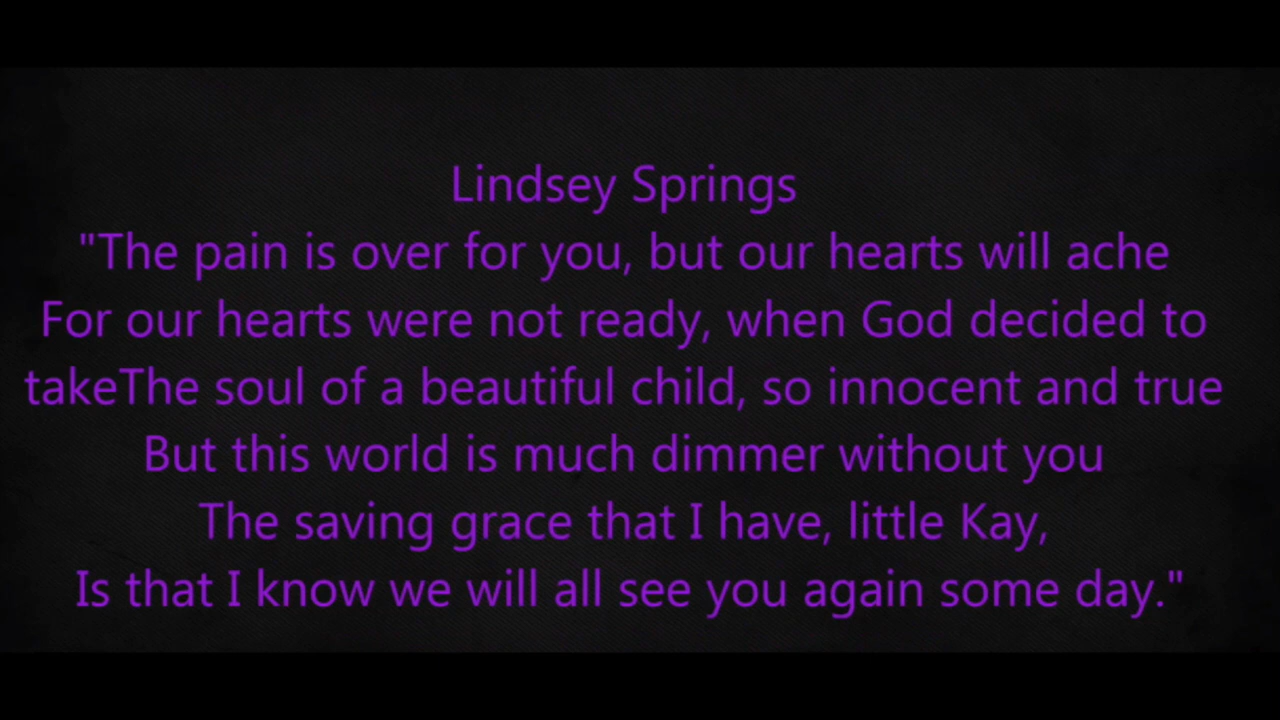 Lindsey Springs
"The pain is over for you, but our hearts will ache
For our hearts were not ready, when God decided to
takeThe soul of a beautiful child, so innocent and true
But this world is much dimmer without you
The saving grace that I have, little Kay,
Is that I know we will all see you again some day."